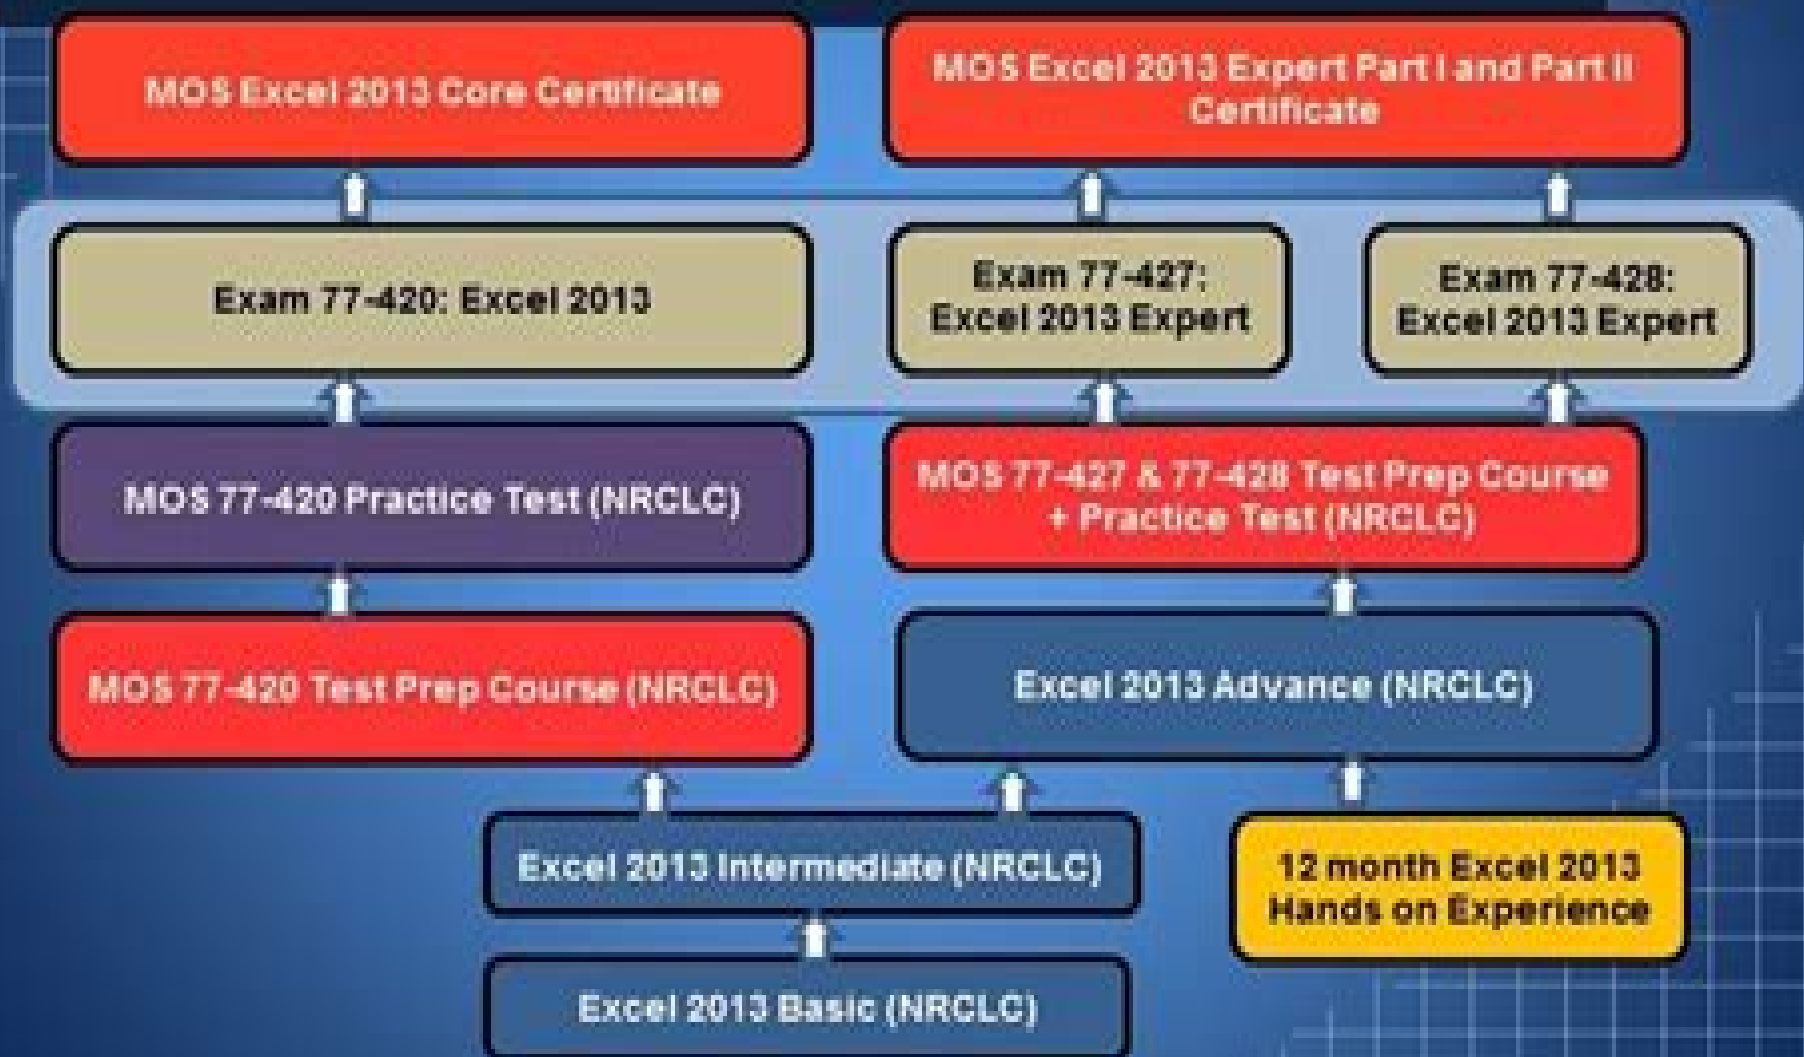 MOS Excel 2013 Core Certificate
MOS Excel 2013 Expert Part I and Part II
Certificate
Exam 77-420: Excel 2013
Exam 77-427:
Excel 2013 Expert
Exam 77-428:
Excel 2013 Expert
MOS 77-420 Practice Test (NRCLC)
MOS 77-427 & 77-428 Test Prep Course
+ Practice Test (NRCLC)
MOS 77-420 Test Prep Course (NRCLC)
Excel 2013 Advance (NRCLC)
Excel 2013 Intermediate (NRCLC)
12 month Excel 2013
Hands on Experience
Excel 2013 Basic (NRCLC)